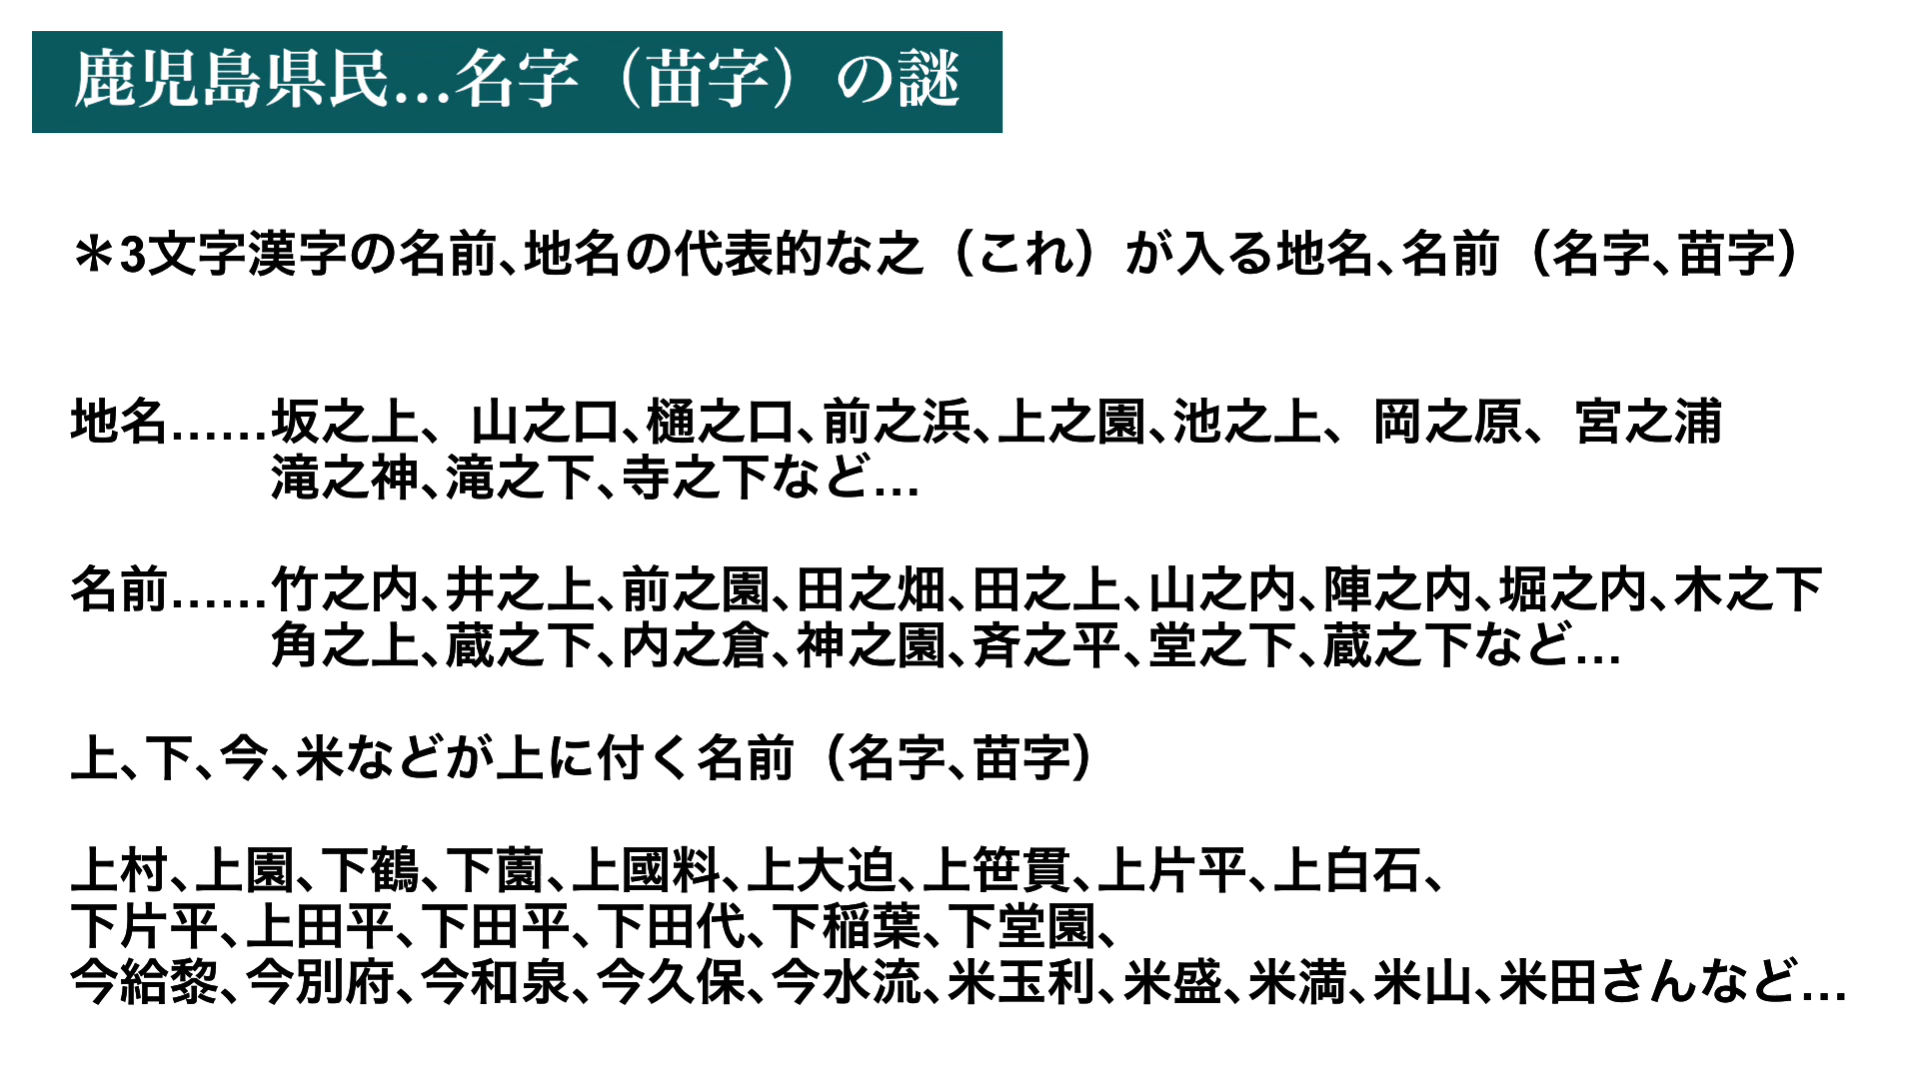 鹿児島県民…名字（苗字）の謎
＊3文字漢字の名前、地名の代表的な之（これ）が入る地名、名前（名字、苗字）
地名……坂之上、山之口、樋之口、前之浜、上之園、池之上、岡之原、宮之浦
滝之神、滝之下、寺之下など…
名前……竹之内、井之上、前之園、田之畑、田之上、山之内、陣之内、堀之内、木之下
角之上、蔵之下、内之倉、神之園、斉之平、堂之下、蔵之下など…
上、下、今、米などが上に付く名前（名字、苗字）
上村、上園、下鶴、下薗、上國料、上大迫、上笹貫、上片平、上白石、
下片平、上田平、下田平、下田代、下稲葉、下堂園、
今給黎、今別府、今和泉、今久保、今水流、米玉利、米盛、米満、米山、米田さんなど…